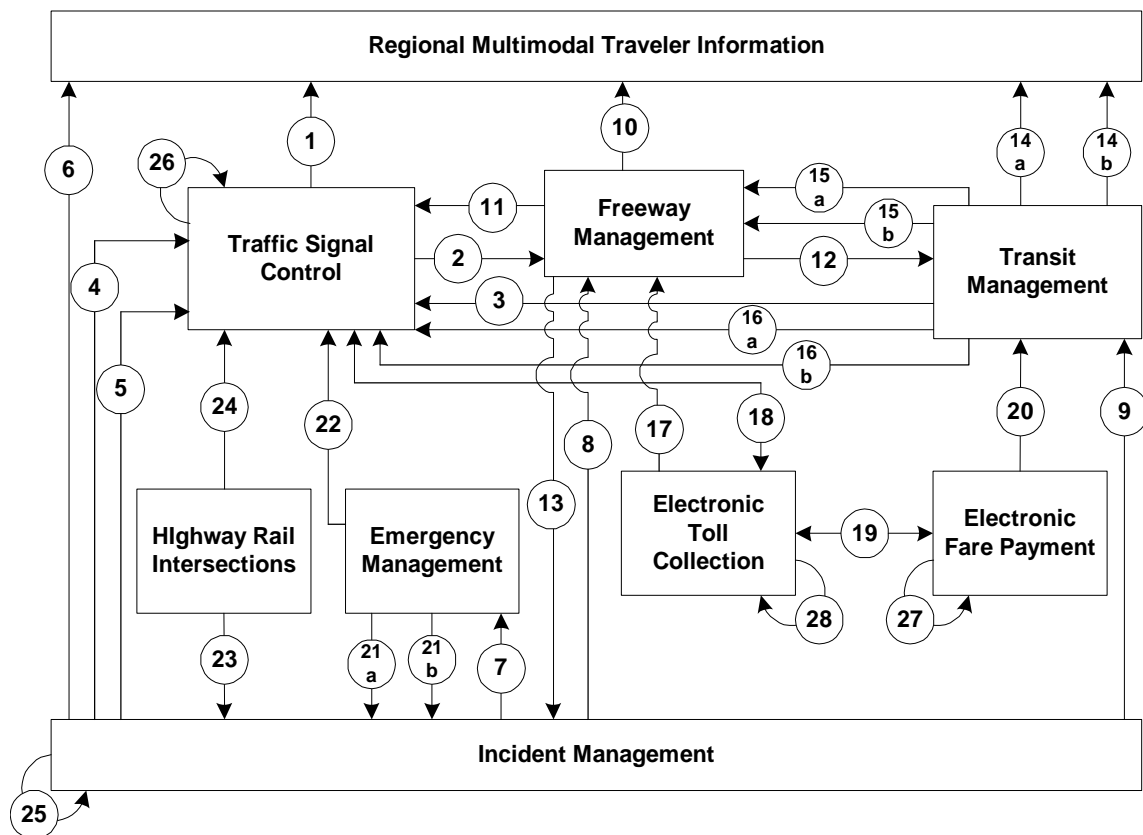 Regional Multimodal Traveler Information
6
1
10
14
a
14
b
26
11
15
a
15
b
Traffic Signal
Control
Freeway
Management
Transit
Management
2
12
4
3
16
a
16
b
5
24
22
8
17
18
20
9
13
HIghway Rail
Intersections
Emergency
Management
Electronic
Toll
Collection
19
Electronic
Fare Payment
28
27
23
21
a
21
b
7
Incident Management
25